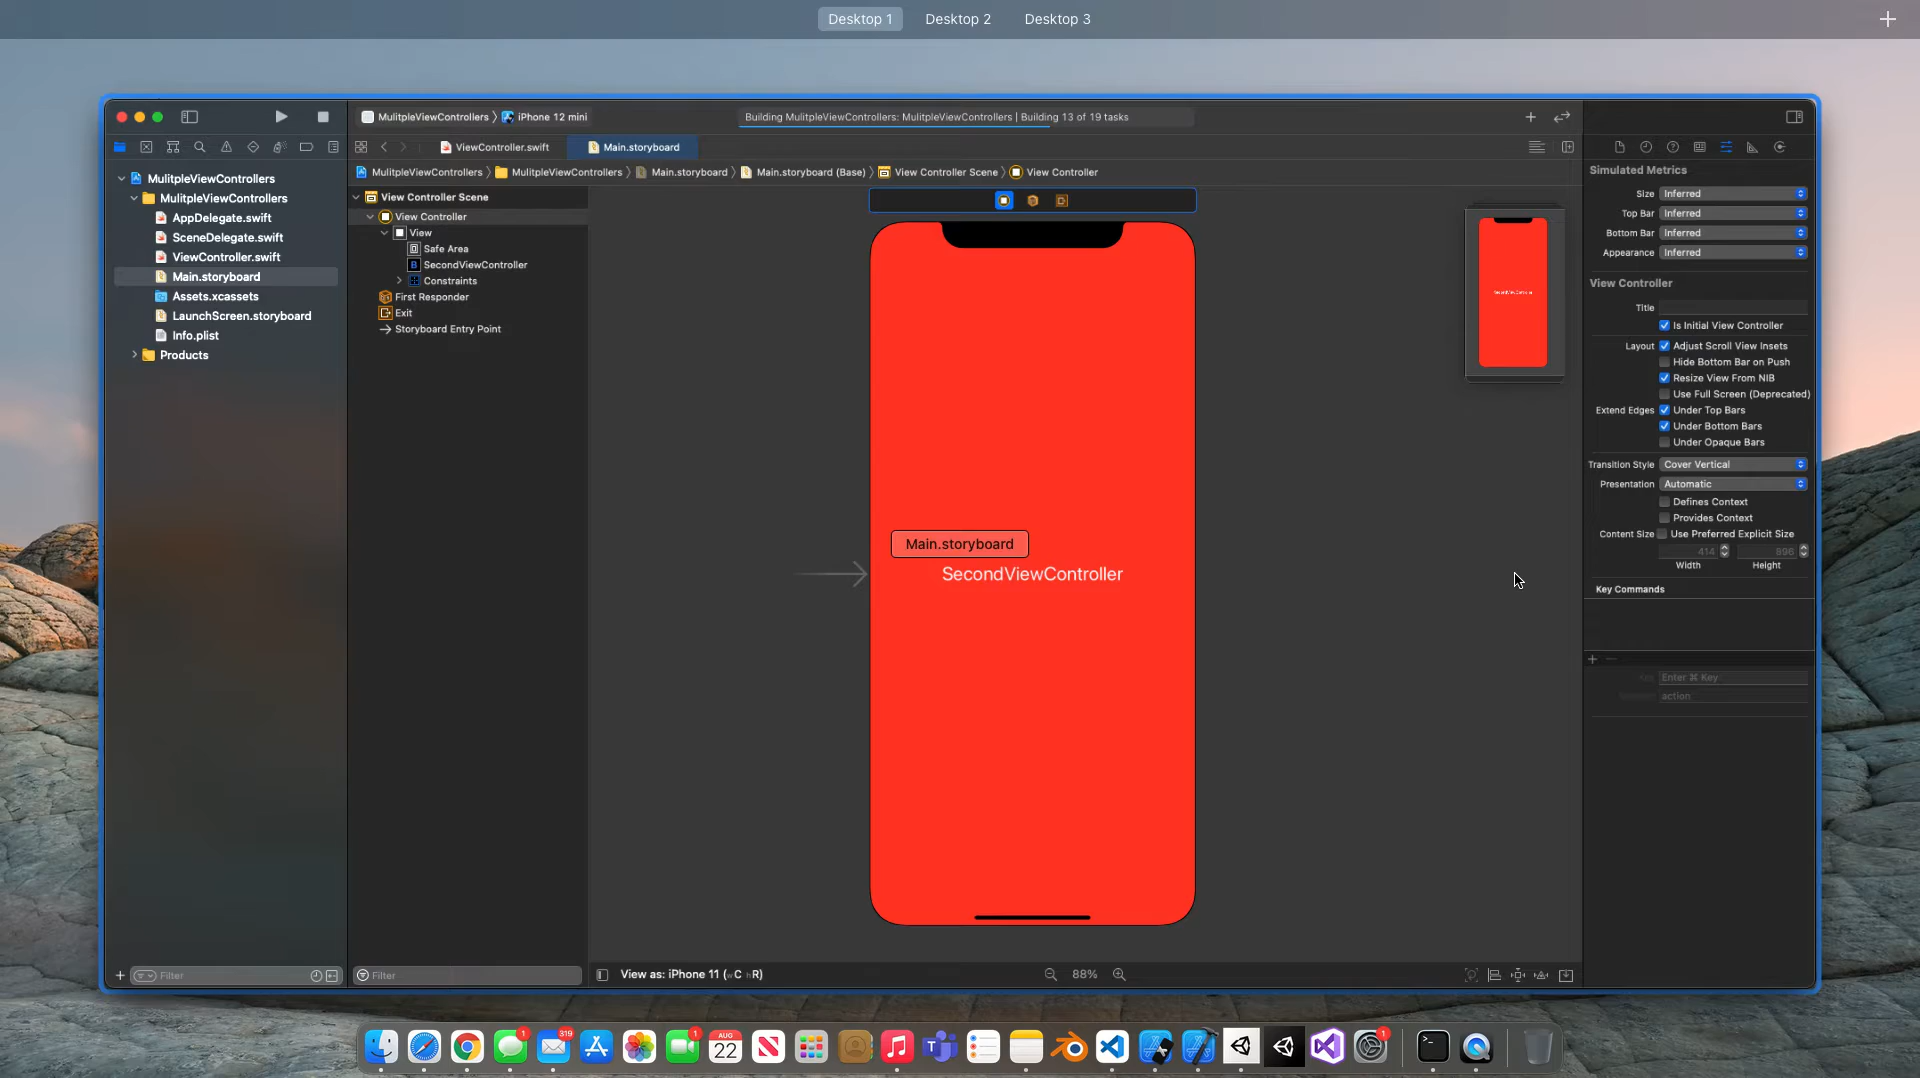 Desktop 1 Desktop 2 Desktop 3
MulitpleViewControllers iPhone 12 mini Building MulitpleViewControllers: MulitpleViewControllers | Building 13 of 19 tasks
ViewController.swift Main.storyboard
MulitpleViewControllers MulitpleViewControllers Main.storyboard Main.storyboard (Base) View Controller Scene View Controller
MulitpleViewControllers
MulitpleViewControllers
AppDelegate.swift
SceneDelegate.swift
ViewController.swift
Main.storyboard
Assets.xcassets
LaunchScreen.storyboard
Info.plist
Products
Filter
View Controller Scene
View Controller
View
Safe Area
B SecondViewController
Constraints
First Responder
Exit
Storyboard Entry Point
Filter
Main.storyboard
SecondViewController
SecondViewController
View as: iPhone 11 (wC hR)
88%
Simulated Metrics
Size Inferred
Top Bar Inferred
Bottom Bar Inferred
Appearance Inferred
View Controller
Title
Is Initial View Controller
Layout Adjust Scroll View Insets
Hide Bottom Bar on Push
Resize View From NIB
Use Full Screen (Deprecated)
Extend Edges Under Top Bars
Under Bottom Bars
Under Opaque Bars
Transition Style Cover Vertical
Presentation Automatic
Defines Context
Provides Context
Content Size Use Preferred Explicit Size
414 896
Width Height
Key Commands
Enter ⌘ Key
action
1 319 1 AUG 22 1